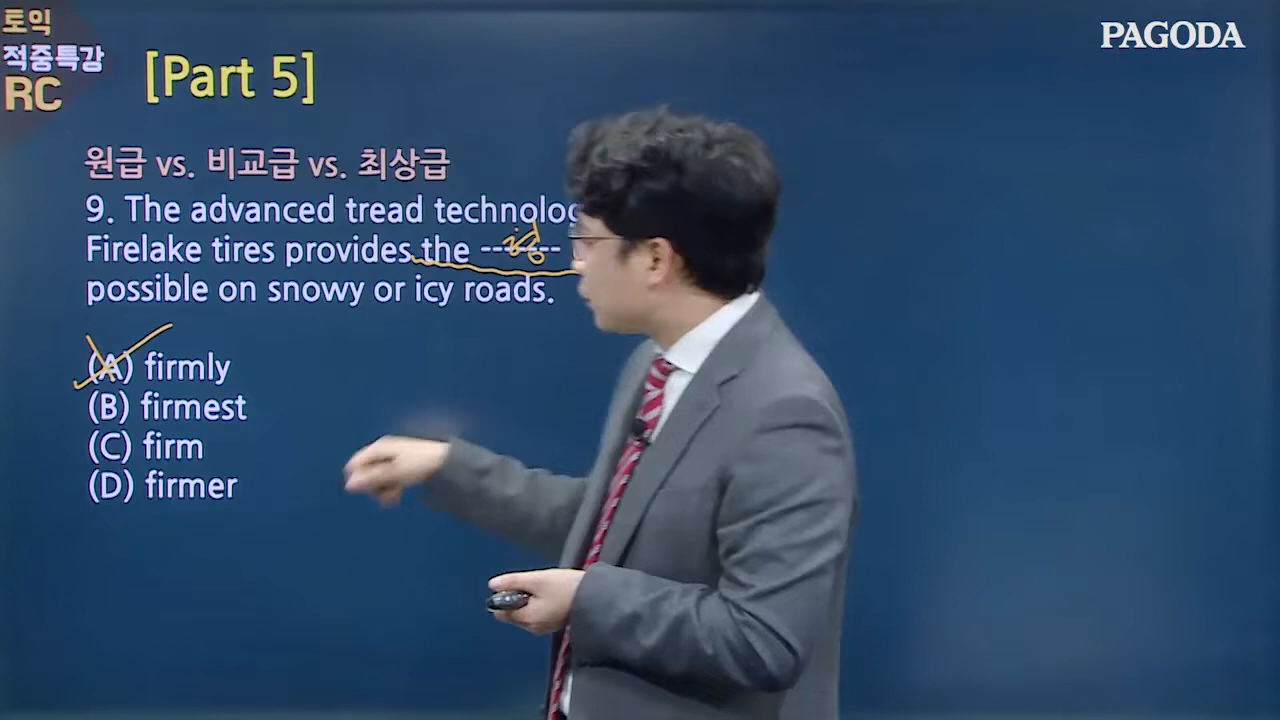 토익
적중특강
RC
PAGODA
[Part 5]
원급 vs. 비교급 vs. 최상급
9. The advanced tread technolog
Firelake tires provides the -------
형
possible on snowy or icy roads.
(A) firmly
(B) firmest
(C) firm
(D) firmer